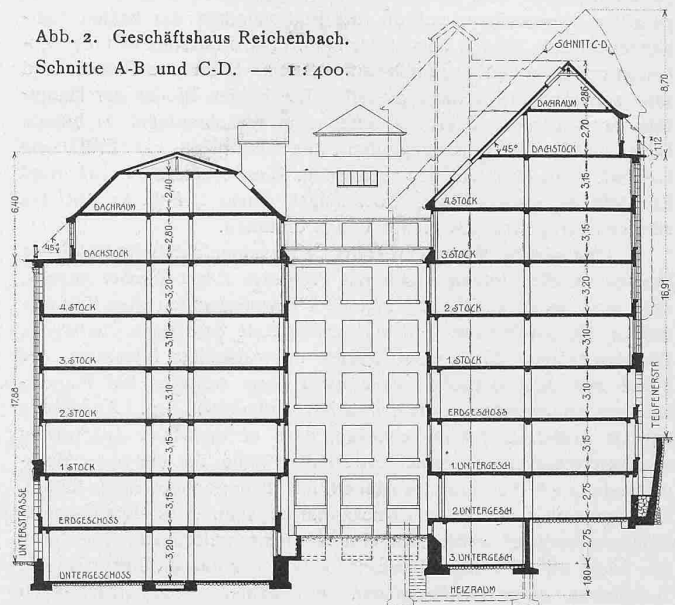 Abb. 2. Geschäftshaus Reichenbach.
Schnitte A-B und C-D. — 1 : 400.
SCHNITT C-D
8,70
2,86
DACHRAUM
2,70
1,12
45°
DACHSTOCK
6,40
2,40
DACHRAUM
4. STOCK
3,15
45°
2,80
DACHSTOCK
3. STOCK
3,15
16,91
3,20
4. STOCK
2. STOCK
3,20
3,10
3. STOCK
1. STOCK
3,10
17,88
3,10
2. STOCK
ERDGESCHOSS
3,10
TEUFENERSTR
3,15
1. STOCK
1. UNTERGESCH.
3,15
UNTERSTRASSE
3,15
ERDGESCHOSS
2. UNTERGESCH.
2,75
3,20
UNTERGESCHOSS
3. UNTERGESCH.
2,75
HEIZRAUM
1,80